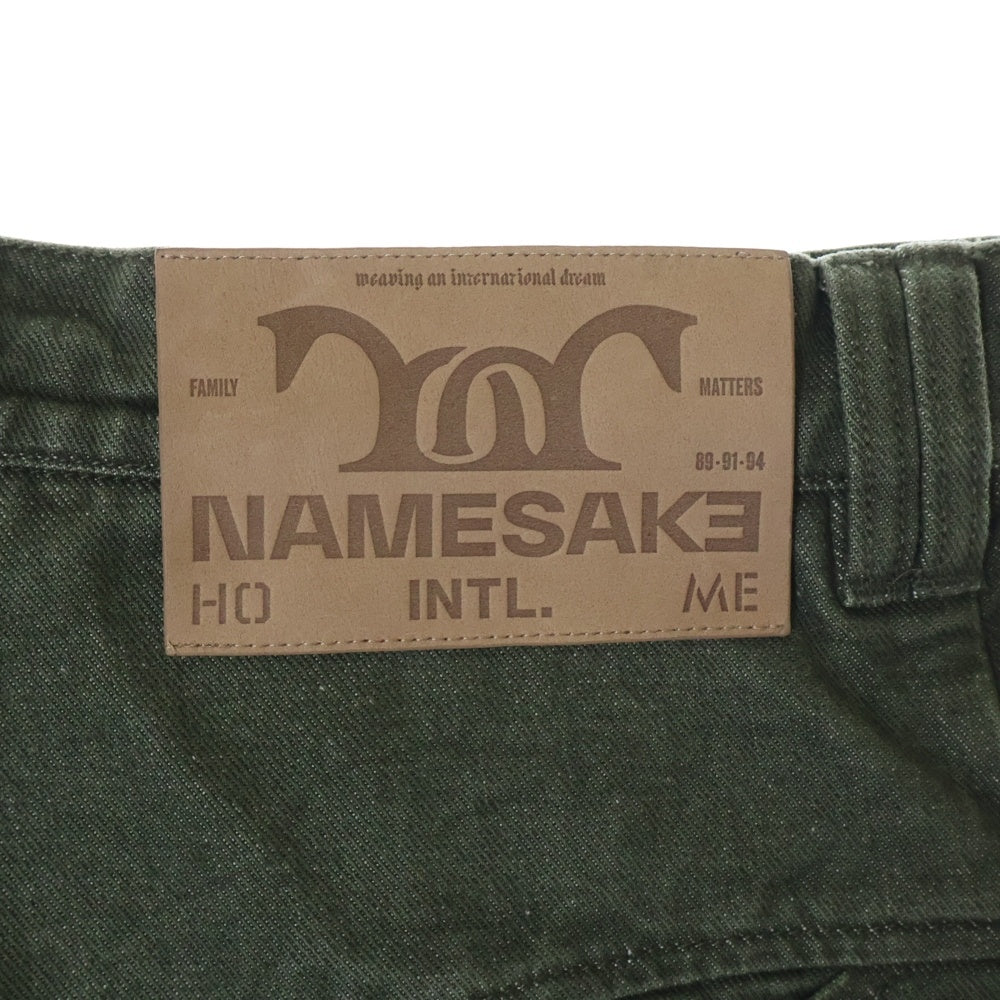 weaving an international dream
FAMILY MATTERS
89-91-94
NAMESAKE
HO INTL. ME